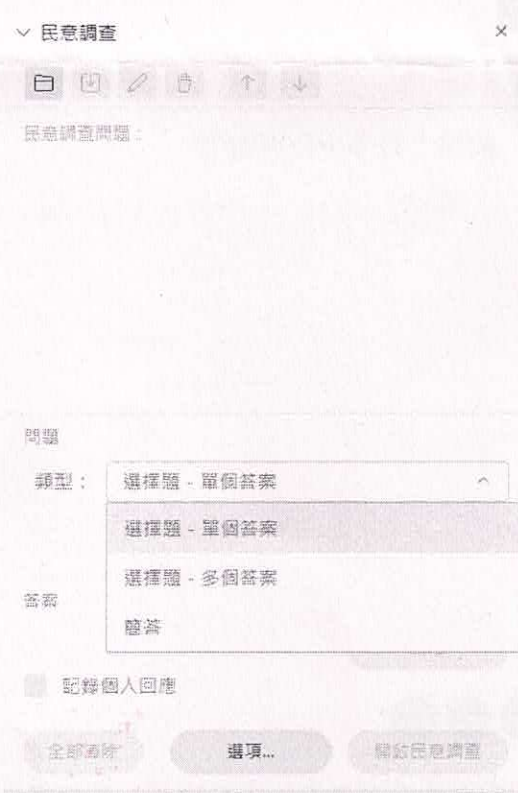 民意調查
民意調查問題：
問題
類型：
選擇題 - 單個答案
選擇題 - 單個答案
選擇題 - 多個答案
答案
簡答
記錄個人回應
全部清除
選項...
開啟民意調查